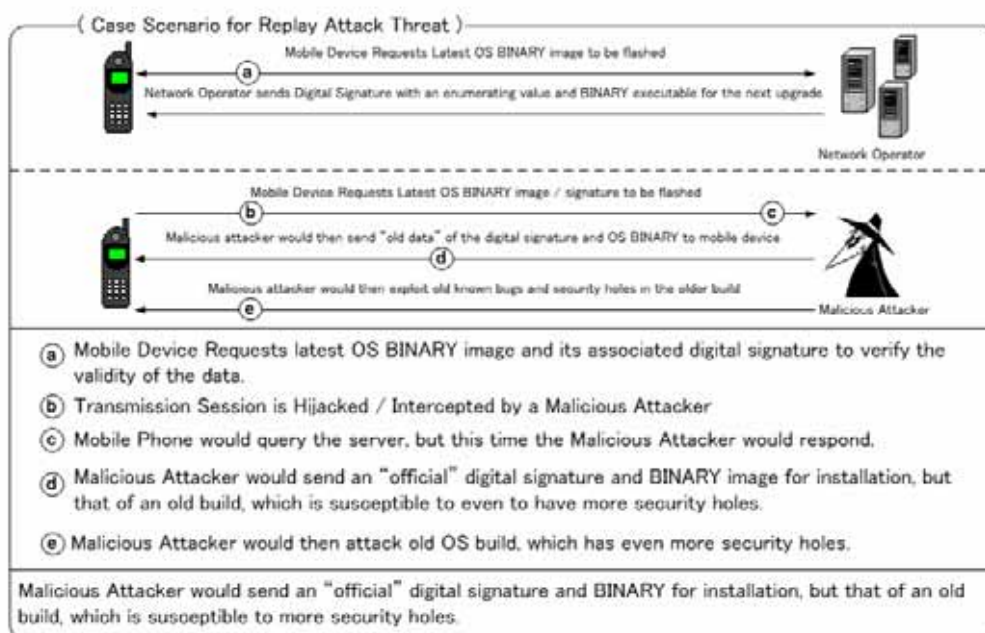 ( Case Scenario for Replay Attack Threat )
Mobile Device Requests Latest OS BINARY image to be flashed
a
Network Operator sends Digital Signature with an enumerating value and BINARY executable for the next upgrade
Network Operator
Mobile Device Requests Latest OS BINARY image / signature to be flashed
b
c
Malicious attacker would then send "old data" of the digital signature and OS BINARY to mobile device
d
Malicious attacker would then exploit old known bugs and security holes in the older build
e
Malicious Attacker
a Mobile Device Requests latest OS BINARY image and its associated digital signature to verify the
validity of the data.
b Transmission Session is Hijacked / Intercepted by a Malicious Attacker
c Mobile Phone would query the server, but this time the Malicious Attacker would respond.
d Malicious Attacker would send an "official" digital signature and BINARY image for installation, but
that of an old build, which is susceptible to even to have more security holes.
e Malicious Attacker would then attack old OS build, which has even more security holes.
Malicious Attacker would send an "official" digital signature and BINARY for installation, but that of an old
build, which is susceptible to more security holes.